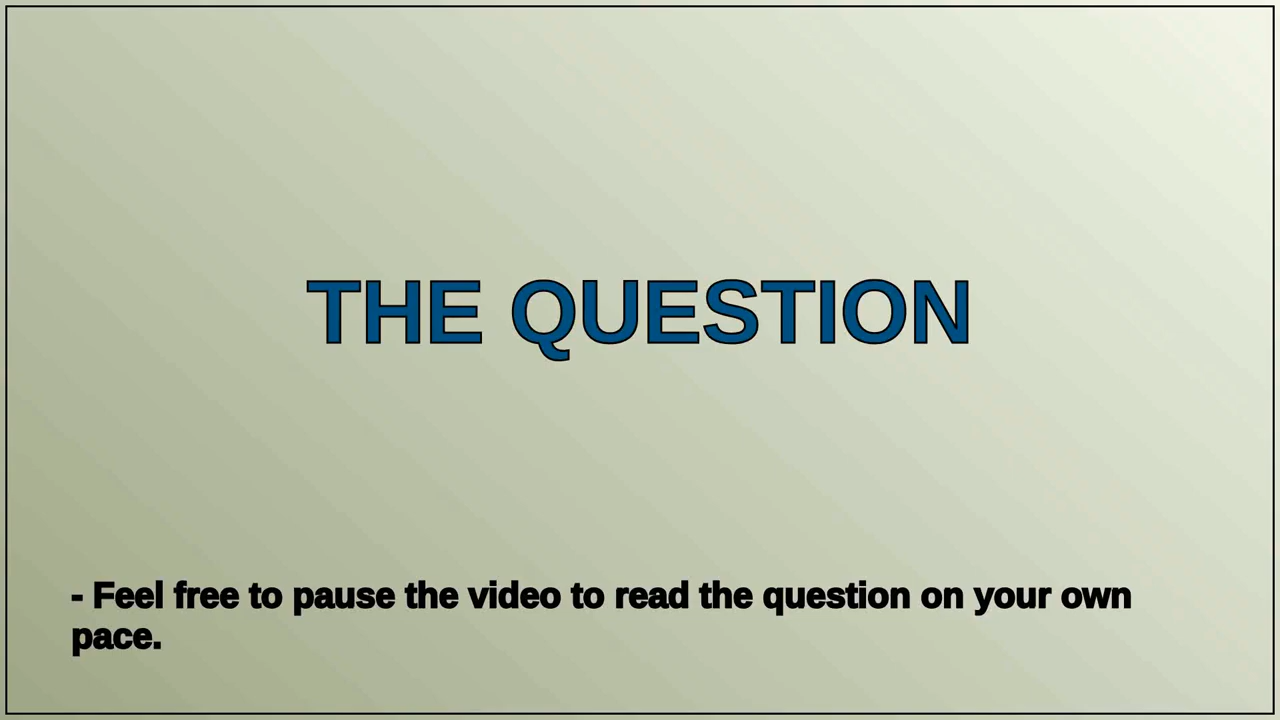 THE QUESTION
- Feel free to pause the video to read the question on your own
pace.